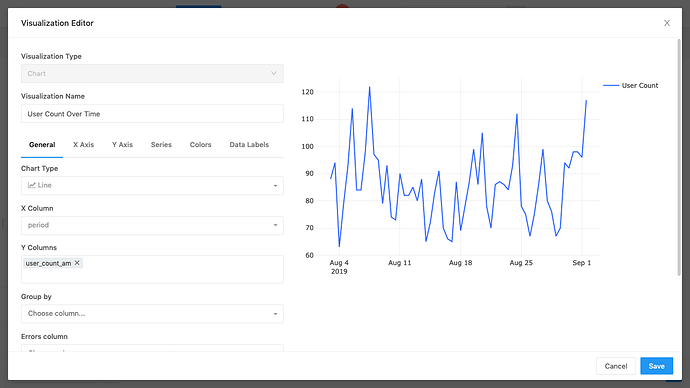 Visualization Editor
Visualization Type
Chart
Visualization Name
User Count Over Time
General X Axis Y Axis Series Colors Data Labels
Chart Type
Line
X Column
period
Y Columns
user_count_am
Group by
Choose column...
Errors column
User Count
120
110
100
90
80
70
60
Aug 4 Aug 11 Aug 18 Aug 25 Sep 1
2019
Cancel Save